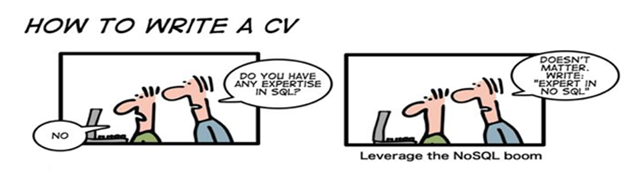 HOW TO WRITE A CV
DO YOU HAVE
ANY EXPERTISE
IN SQL?
NO
DOESN'T
MATTER.
WRITE:
"EXPERT IN
NO SQL"
Leverage the NoSQL boom